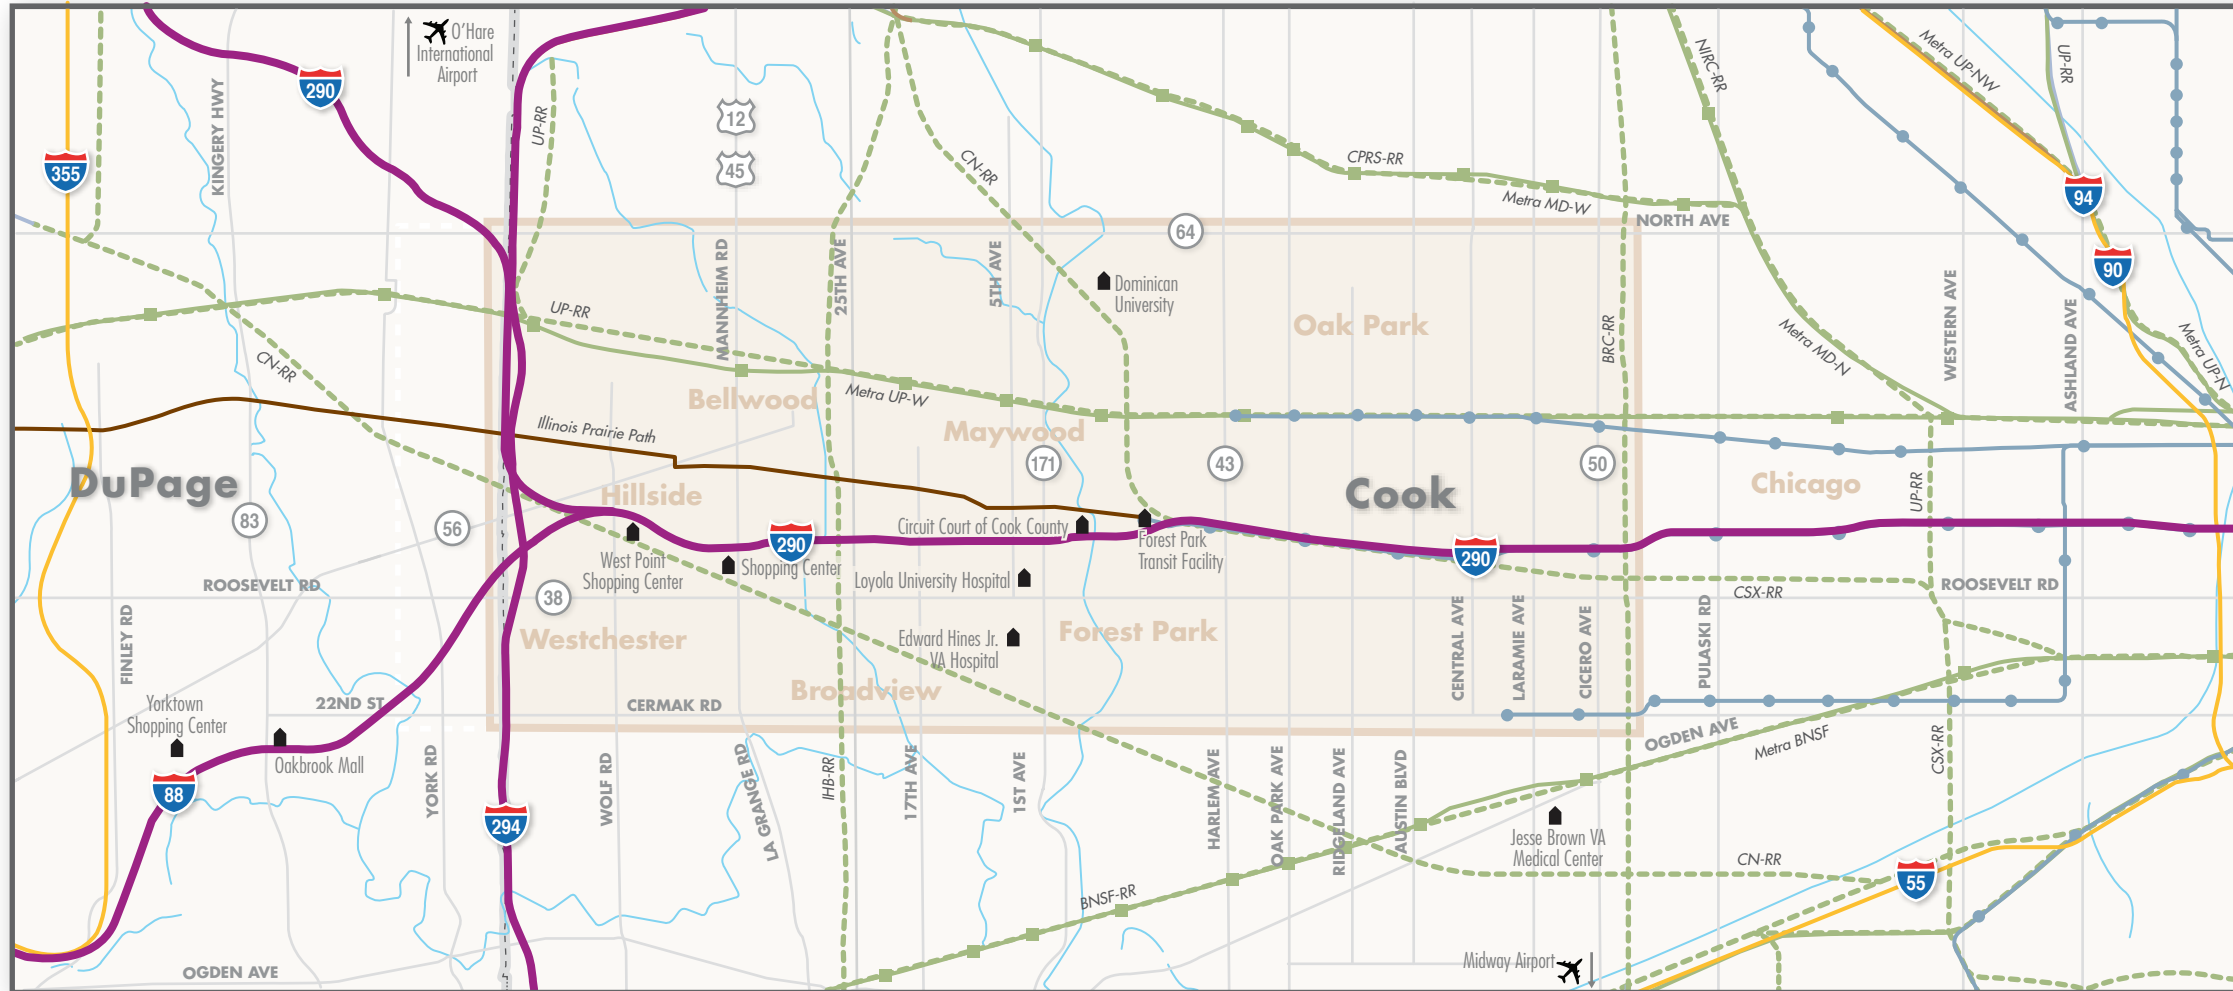 O'Hare
International
Airport
290
KINGERY HWY
UP-RR
12
45
355
CN-RR
CPRS-RR
Metra MD-W
NIRC-RR
Metra UP-NW
UP-RR
94
90
NORTH AVE
64
MANNHEIM RD
25TH AVE
5TH AVE
Dominican
University
Oak Park
BRC-RR
Metra MD-N
WESTERN AVE
ASHLAND AVE
Metra UP-N
UP-RR
CN-RR
Bellwood
Metra UP-W
Maywood
Illinois Prairie Path
171
43
50
DuPage
Hillside
Cook
Chicago
UP-RR
83
56
West Point
Shopping Center
290
Shopping Center
Circuit Court of Cook County
Forest Park
Transit Facility
290
Loyola University Hospital
ROOSEVELT RD
38
ROOSEVELT RD
CSX-RR
FINLEY RD
Westchester
Edward Hines Jr.
VA Hospital
Forest Park
CENTRAL AVE
LARAMIE AVE
CICERO AVE
PULASKI RD
Broadview
Yorktown
Shopping Center
22ND ST
CERMAK RD
OGDEN AVE
Metra BNSF
CSX-RR
Oakbrook Mall
88
YORK RD
294
WOLF RD
LA GRANGE RD
IHB-RR
17TH AVE
1ST AVE
HARLEM AVE
OAK PARK AVE
RIDGELAND AVE
AUSTIN BLVD
Jesse Brown VA
Medical Center
CN-RR
55
BNSF-RR
Midway Airport
OGDEN AVE